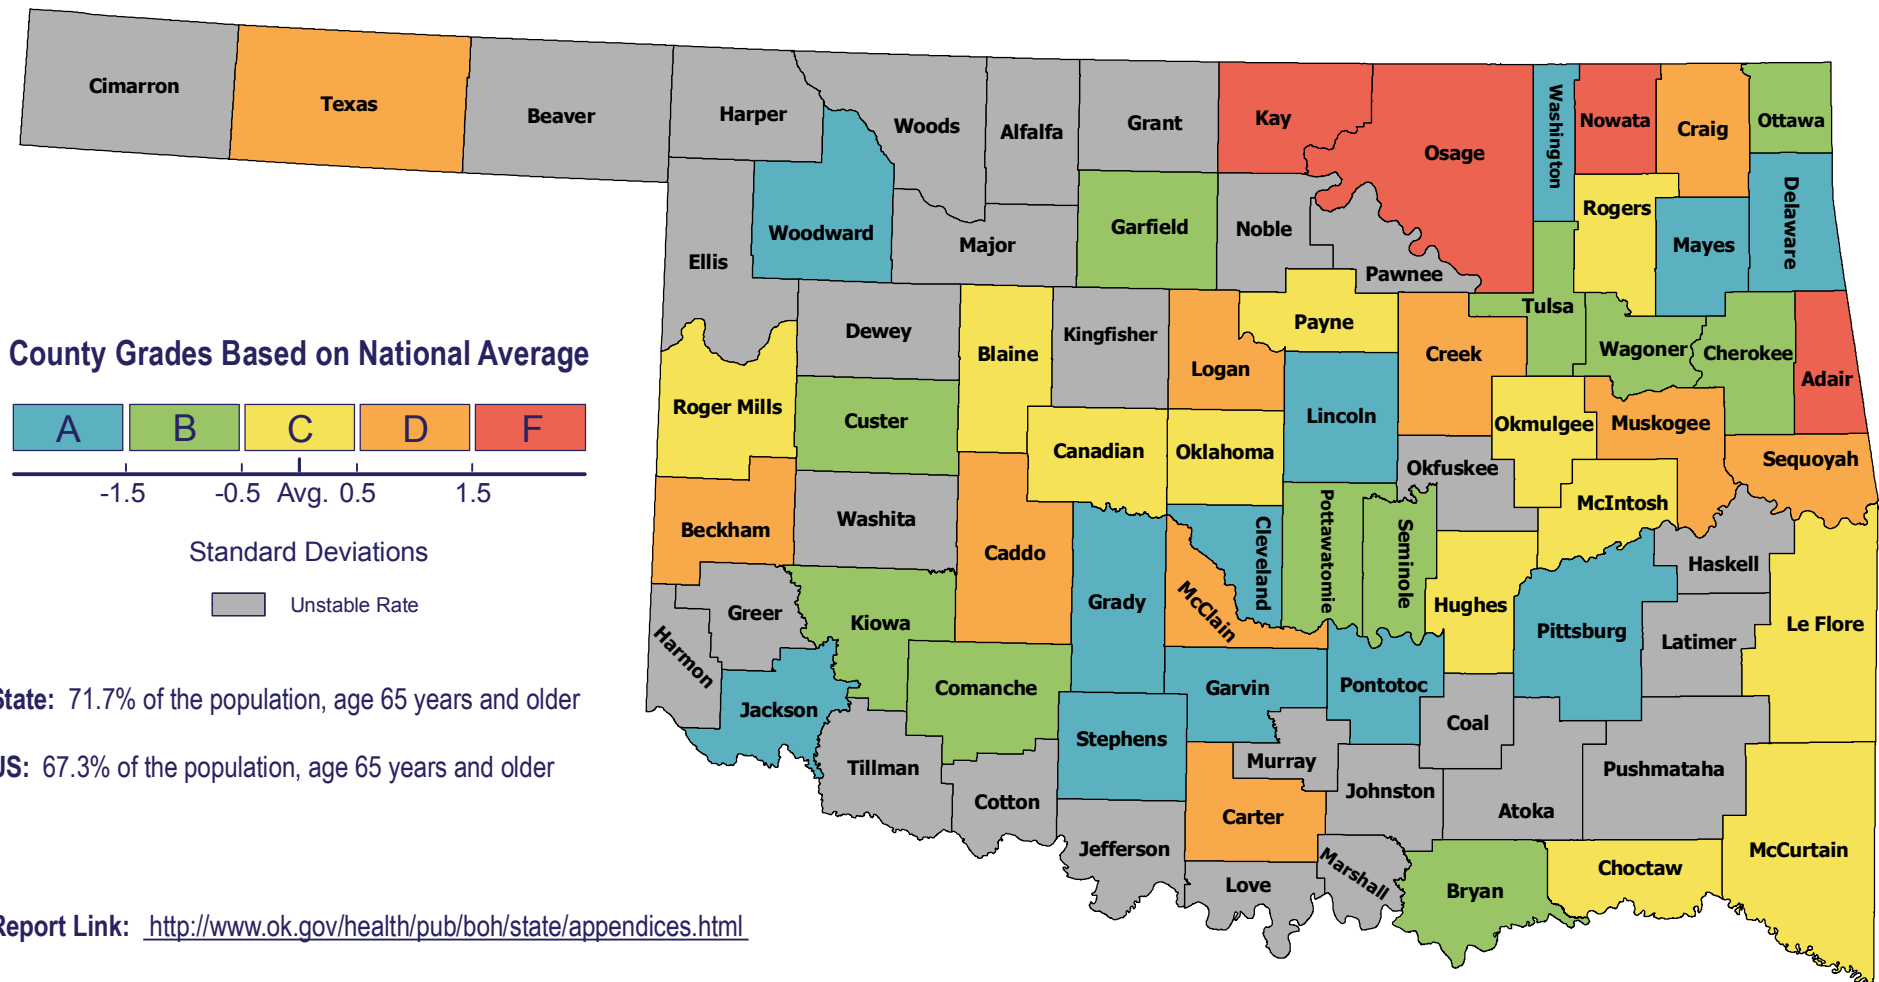 Cimarron
Texas
Beaver
Harper
Woods
Alfalfa
Grant
Kay
Osage
Washington
Nowata
Craig
Ottawa
Woodward
Ellis
Major
Garfield
Noble
Pawnee
Rogers
Mayes
Delaware
Tulsa
Dewey
Blaine
Kingfisher
Logan
Payne
Creek
Wagoner
Cherokee
Adair
County Grades Based on National Average
A B C D F
-1.5 -0.5 Avg. 0.5 1.5
Standard Deviations
Unstable Rate
Roger Mills
Custer
Canadian
Oklahoma
Lincoln
Okmulgee
Muskogee
Sequoyah
Okfuskee
McIntosh
Beckham
Washita
Caddo
Grady
Cleveland
McClain
Pottawatomie
Seminole
Hughes
Haskell
Pittsburg
Latimer
Le Flore
Harmon
Greer
Kiowa
Comanche
Jackson
Garvin
Pontotoc
Stephens
Coal
Tillman
Cotton
Murray
Johnston
Atoka
Pushmataha
Carter
Jefferson
Love
Marshall
Bryan
Choctaw
McCurtain
State: 71.7% of the population, age 65 years and older
US: 67.3% of the population, age 65 years and older
Report Link: http://www.ok.gov/health/pub/boh/state/appendices.html